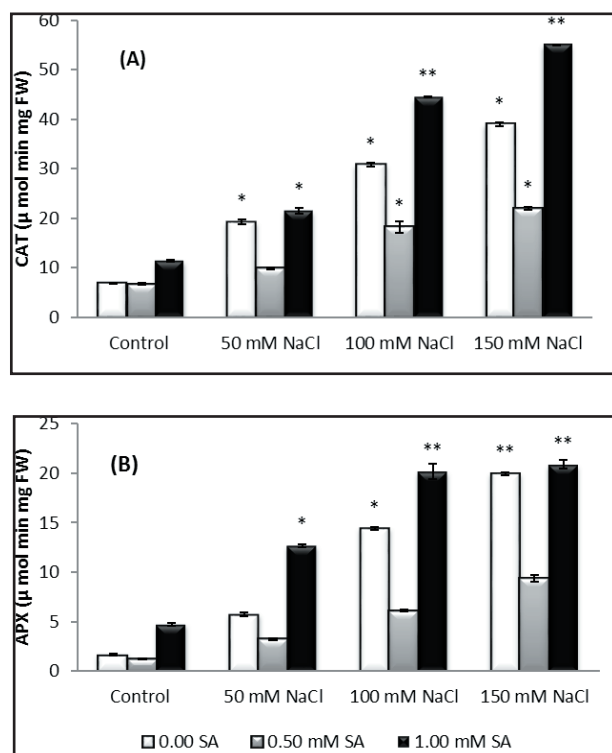 (A)
CAT (µ mol min mg FW)
60
50
40
30
20
10
0
* * * * ** * * **
Control 50 mM NaCl 100 mM NaCl 150 mM NaCl
(B)
APX (µ mol min mg FW)
25
20
15
10
5
0
* * ** ** **
Control 50 mM NaCl 100 mM NaCl 150 mM NaCl
0.00 SA 0.50 mM SA 1.00 mM SA